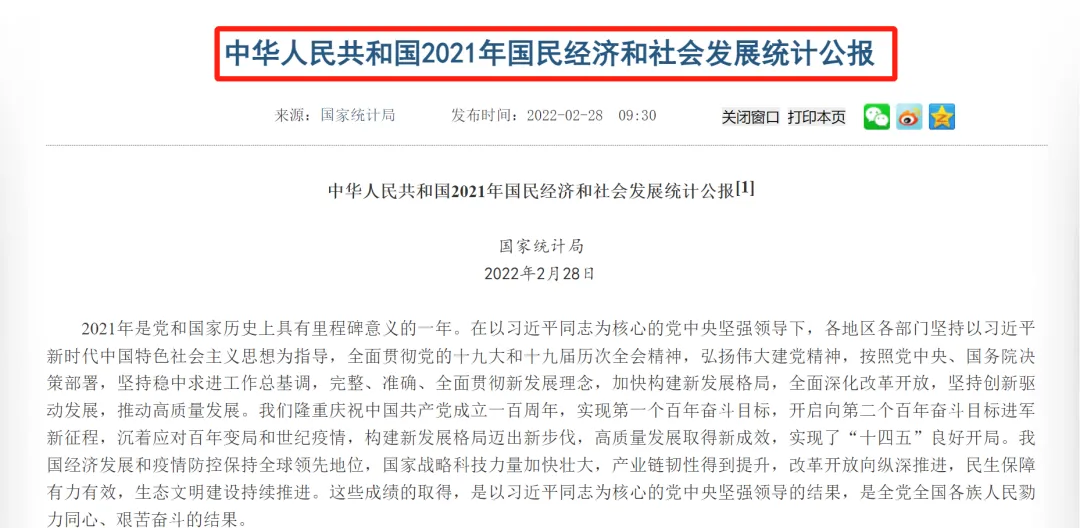 中华人民共和国2021年国民经济和社会发展统计公报
来源：国家统计局 发布时间：2022-02-28 09:30 关闭窗口 打印本页
中华人民共和国2021年国民经济和社会发展统计公报[1]
国家统计局
2022年2月28日
2021年是党和国家历史上具有里程碑意义的一年。在以习近平同志为核心的党中央坚强领导下，各地区各部门坚持以习近平
新时代中国特色社会主义思想为指导，全面贯彻党的十九大和十九届历次全会精神，弘扬伟大建党精神，按照党中央、国务院决
策部署，坚持稳中求进工作总基调，完整、准确、全面贯彻新发展理念，加快构建新发展格局，全面深化改革开放，坚持创新驱
动发展，推动高质量发展。我们隆重庆祝中国共产党成立一百周年，实现第一个百年奋斗目标，开启向第二个百年奋斗目标进军
新征程，沉着应对百年变局和世纪疫情，构建新发展格局迈出新步伐，高质量发展取得新成效，实现了“十四五”良好开局。我
国经济发展和疫情防控保持全球领先地位，国家战略科技力量加快壮大，产业链韧性得到提升，改革开放向纵深推进，民生保障
有力有效，生态文明建设持续推进。这些成绩的取得，是以习近平同志为核心的党中央坚强领导的结果，是全党全国各族人民勠
力同心、艰苦奋斗的结果。